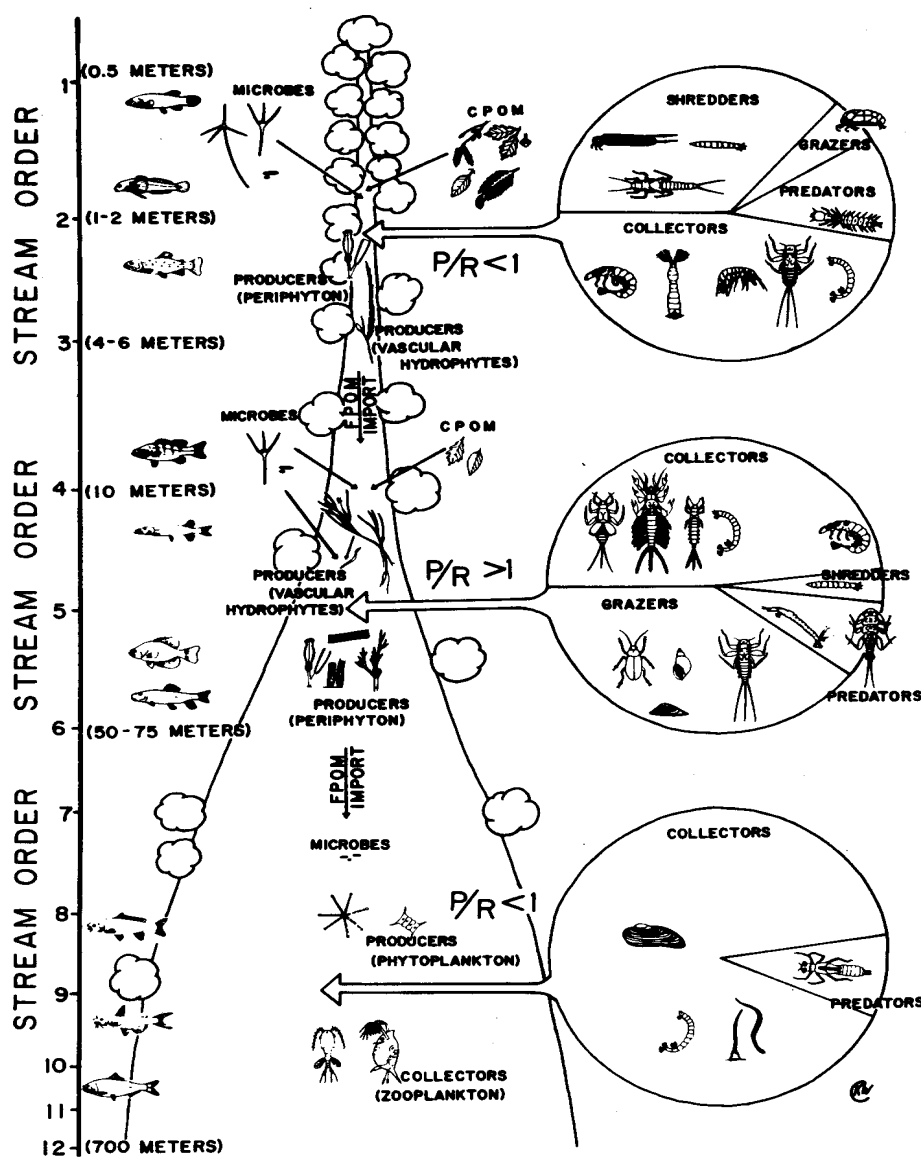 STREAM ORDER
STREAM ORDER
STREAM ORDER
1
2
3
4
5
6
7
8
9
10
11
12
(0.5 METERS)
(1-2 METERS)
(4-6 METERS)
(10 METERS)
(50-75 METERS)
(700 METERS)
MICROBES
CPOM
PRODUCERS
(PERIPHYTON)
PRODUCERS
(VASCULAR
HYDROPHYTES)
P/R < 1
SHREDDERS
GRAZERS
PREDATORS
COLLECTORS
FPOM
IMPORT
MICROBES
CPOM
PRODUCERS
(VASCULAR
HYDROPHYTES)
P/R > 1
COLLECTORS
SHREDDERS
GRAZERS
PREDATORS
PRODUCERS
(PERIPHYTON)
FPOM
IMPORT
MICROBES
P/R < 1
PRODUCERS
(PHYTOPLANKTON)
COLLECTORS
PREDATORS
COLLECTORS
(ZOOPLANKTON)